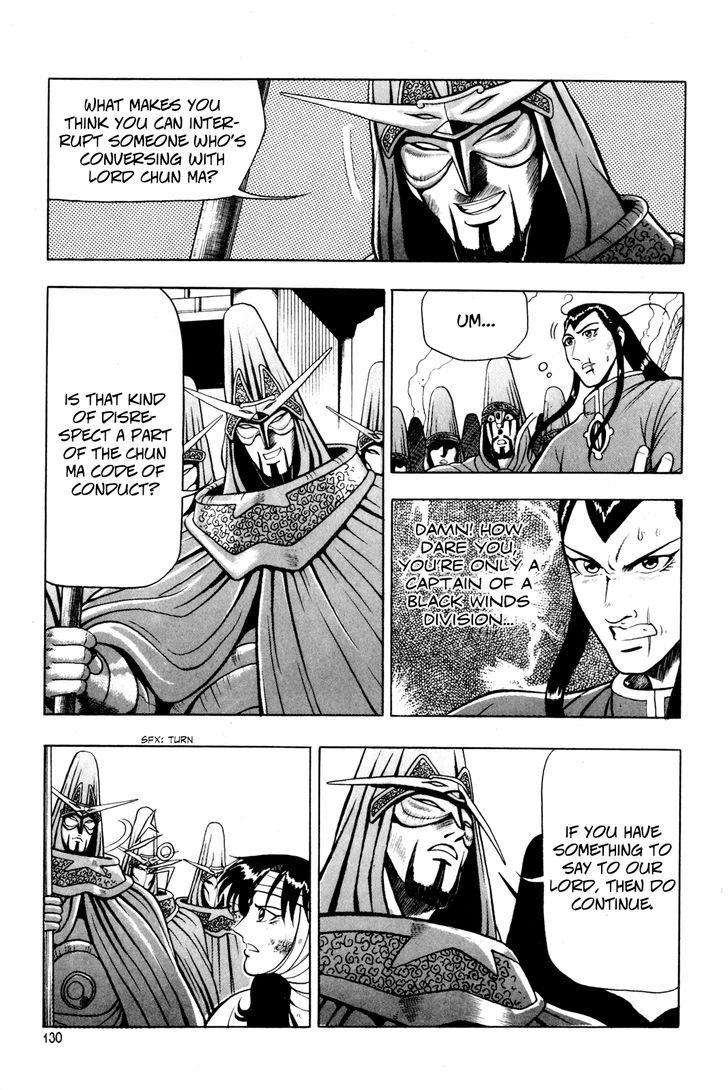 WHAT MAKES YOU
THINK YOU CAN INTER-
RUPT SOMEONE WHO'S
CONVERSING WITH
LORD CHUN MA?
IS THAT KIND
OF DISRE-
SPECT A PART
OF THE CHUN
MA CODE OF
CONDUCT?
UM...
DAMN! HOW
DARE YOU,
YOU'RE ONLY A
CAPTAIN OF A
BLACK WINDS
DIVISION...
SFX: TURN
IF YOU HAVE
SOMETHING TO
SAY TO OUR
LORD, THEN DO
CONTINUE.
130